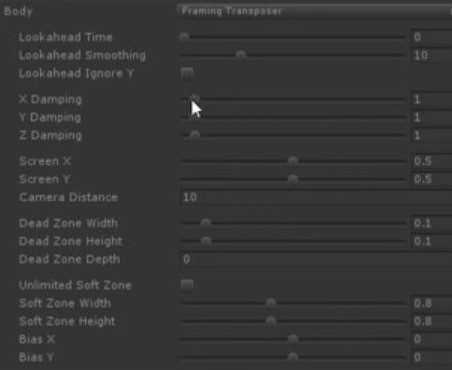 Body Framing Transposer
Lookahead Time 0
Lookahead Smoothing 10
Lookahead Ignore Y
X Damping 1
Y Damping 1
Z Damping 1
Screen X 0.5
Screen Y 0.5
Camera Distance 10
Dead Zone Width 0.1
Dead Zone Height 0.1
Dead Zone Depth 0
Unlimited Soft Zone
Soft Zone Width 0.8
Soft Zone Height 0.8
Bias X 0
Bias Y 0